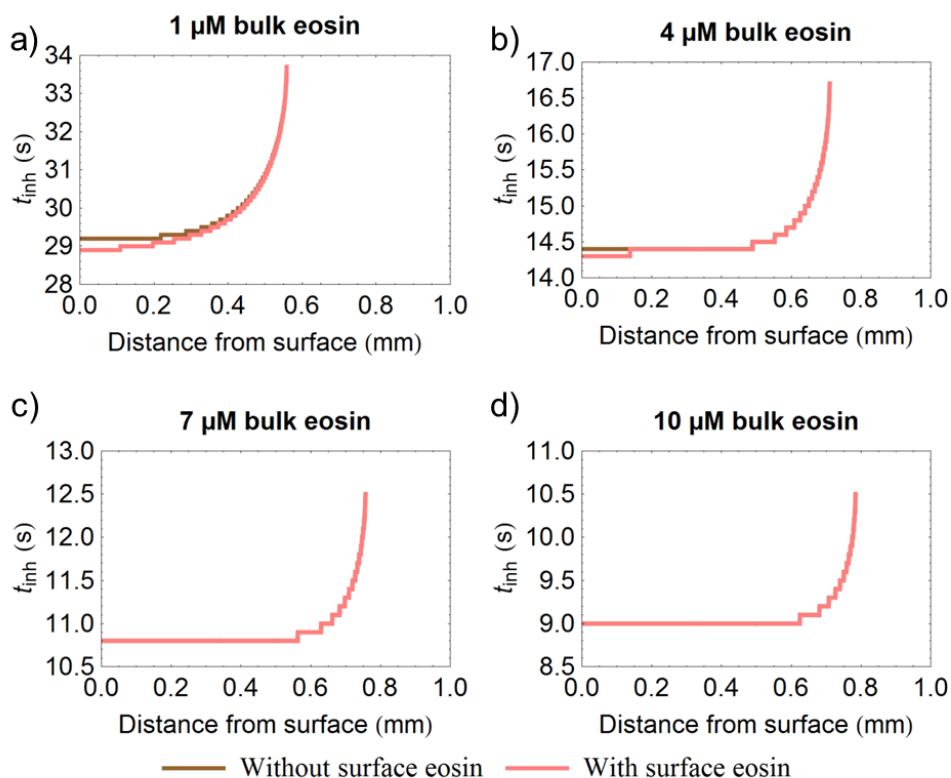 a)
1 µM bulk eosin
34
33
32
31
30
29
28
t_inh (s)
0.0 0.2 0.4 0.6 0.8 1.0
Distance from surface (mm)
b)
4 µM bulk eosin
17.0
16.5
16.0
15.5
15.0
14.5
14.0
t_inh (s)
0.0 0.2 0.4 0.6 0.8 1.0
Distance from surface (mm)
c)
7 µM bulk eosin
13.0
12.5
12.0
11.5
11.0
10.5
t_inh (s)
0.0 0.2 0.4 0.6 0.8 1.0
Distance from surface (mm)
d)
10 µM bulk eosin
11.0
10.5
10.0
9.5
9.0
8.5
t_inh (s)
0.0 0.2 0.4 0.6 0.8 1.0
Distance from surface (mm)
Without surface eosin With surface eosin